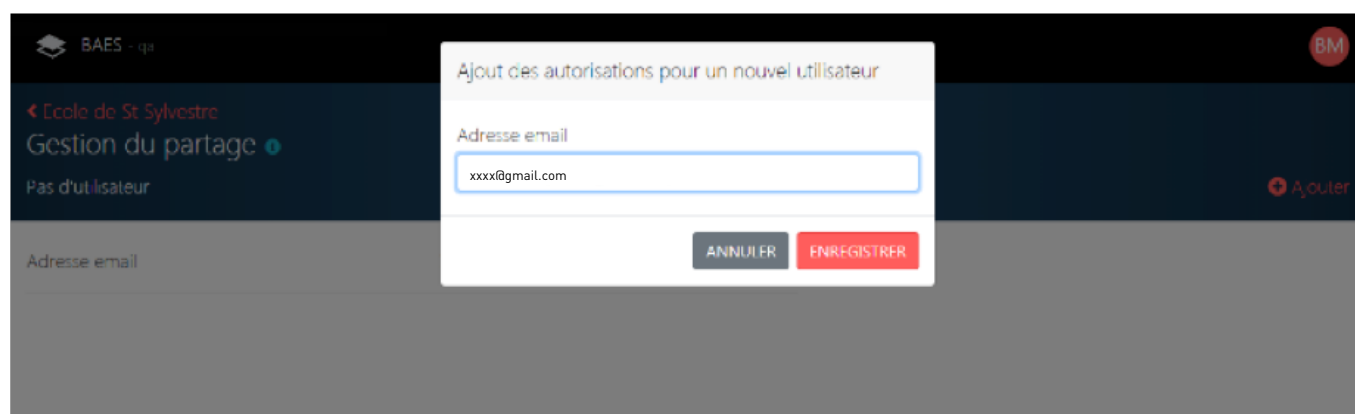 BAES - qa
BM
Ecole de St Sylvestre
Gestion du partage
Pas d'utilisateur
Ajouter
Adresse email
Ajout des autorisations pour un nouvel utilisateur
Adresse email
xxxx@gmail.com
ANNULER ENREGISTRER